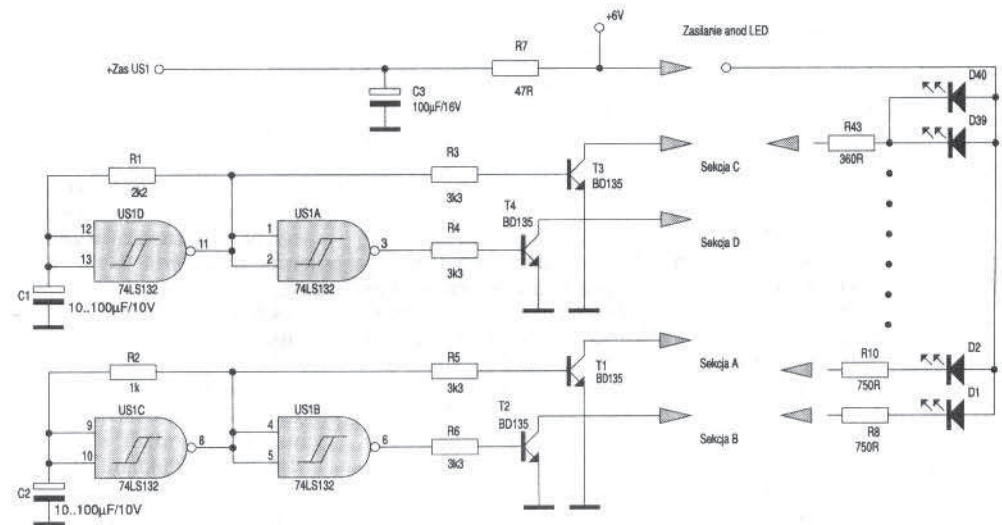 +6V
Zasilanie anod LED
R7
+Zas US1
47R
C3
100µF/16V
D40
D39
R43
360R
R1
2k2
R3
3k3
T3
BD135
Sekcja C
US1D
12
13
11
74LS132
US1A
1
2
3
74LS132
R4
3k3
T4
BD135
Sekcja D
C1
10..100µF/10V
R2
1k
R5
3k3
T1
BD135
Sekcja A
R10
750R
D2
US1C
9
10
8
74LS132
US1B
4
5
6
74LS132
R6
3k3
T2
BD135
Sekcja B
R8
750R
D1
C2
10..100µF/10V